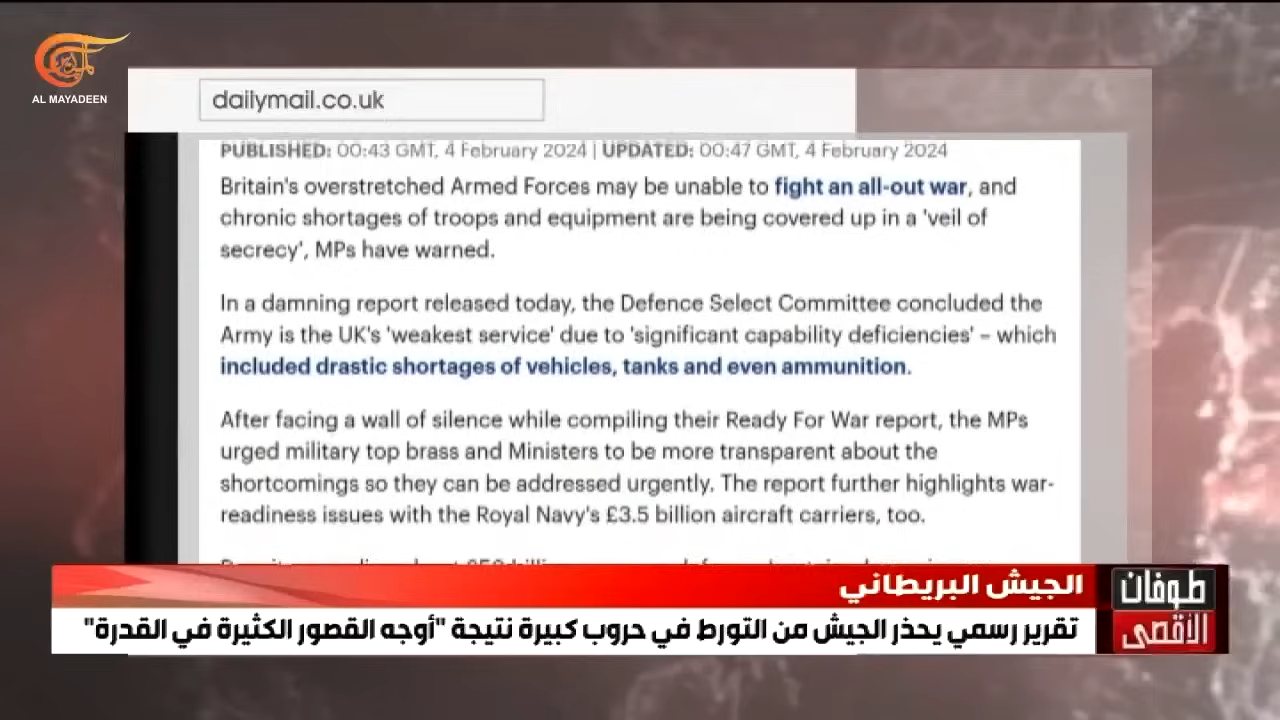 AL MAYADEEN
dailymail.co.uk
PUBLISHED: 00:43 GMT, 4 February 2024 | UPDATED: 00:47 GMT, 4 February 2024
Britain's overstretched Armed Forces may be unable to fight an all-out war, and
chronic shortages of troops and equipment are being covered up in a 'veil of
secrecy', MPs have warned.
In a damning report released today, the Defence Select Committee concluded the
Army is the UK's 'weakest service' due to 'significant capability deficiencies' – which
included drastic shortages of vehicles, tanks and even ammunition.
After facing a wall of silence while compiling their Ready For War report, the MPs
urged military top brass and Ministers to be more transparent about the
shortcomings so they can be addressed urgently. The report further highlights war-
readiness issues with the Royal Navy's £3.5 billion aircraft carriers, too.
الجيش البريطاني
تقرير رسمي يحذر الجيش من التورط في حروب كبيرة نتيجة "أوجه القصور الكثيرة في القدرة"
طوفان
الأقصى